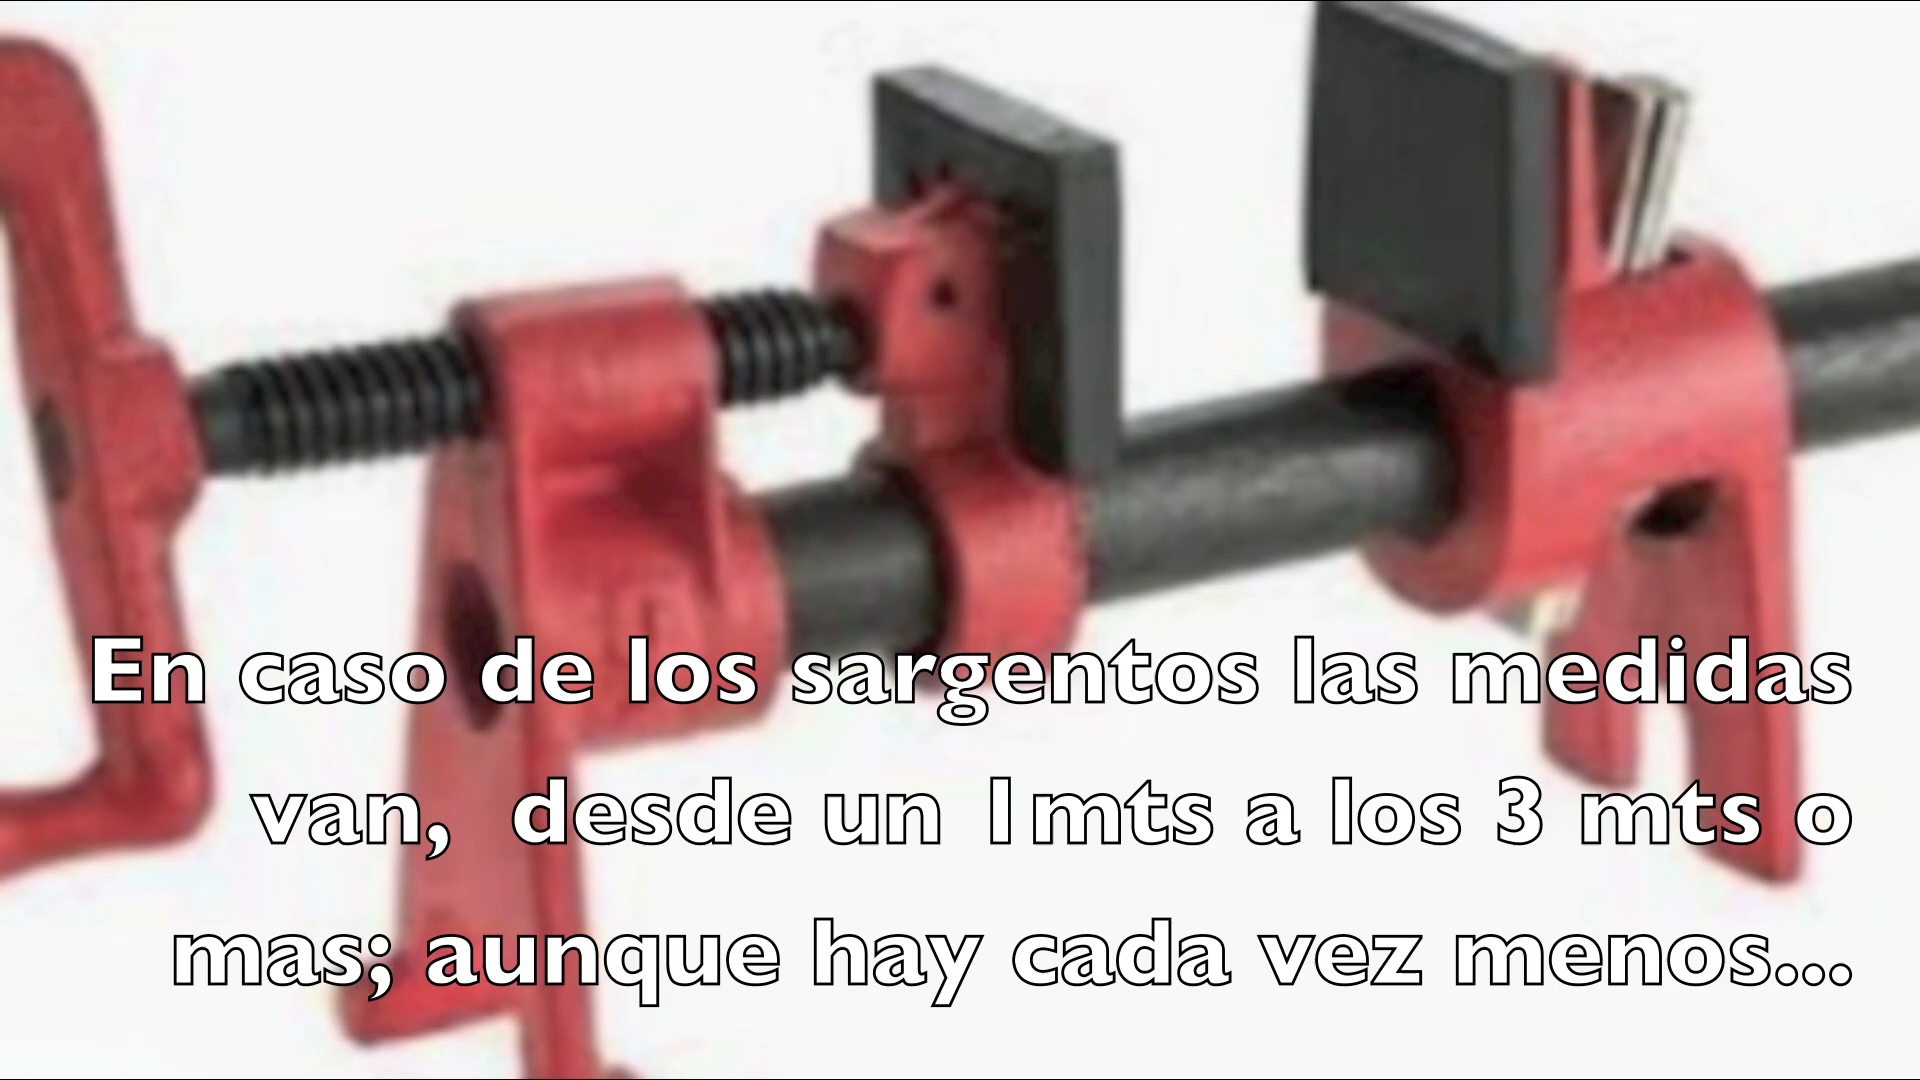 En caso de los sargentos las medidas
van,  desde un 1mts a los 3 mts o
mas; aunque hay cada vez menos...